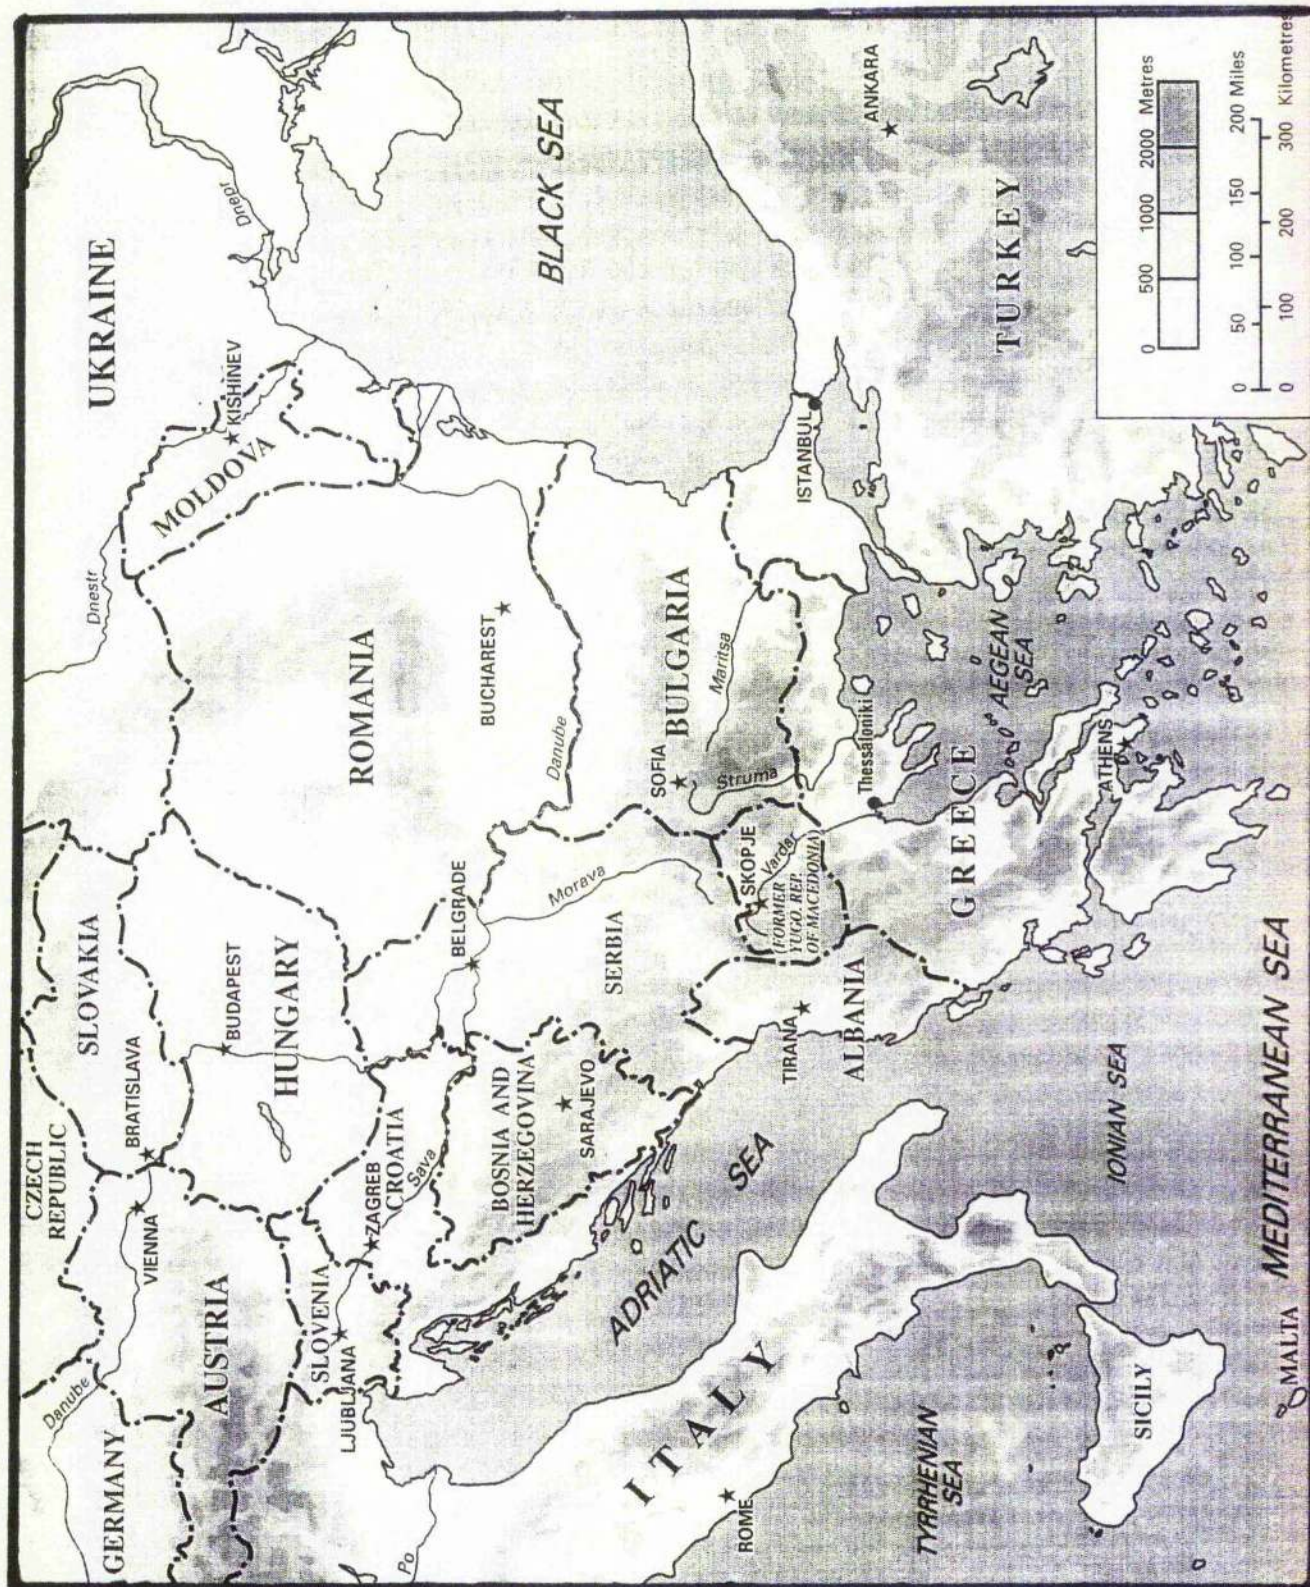 GERMANY
Danube
CZECH
REPUBLIC
VIENNA
AUSTRIA
BRATISLAVA
SLOVAKIA
BUDAPEST
HUNGARY
SLOVENIA
LJUBLJANA
ZAGREB
CROATIA
Sava
Po
BOSNIA AND
HERZEGOVINA
SARAJEVO
BELGRADE
SERBIA
Morava
UKRAINE
Dnepr
Dnestr
MOLDOVA
KISHINEV
ROMANIA
BUCHAREST
Danube
BLACK SEA
SOFIA
BULGARIA
Maritsa
Struma
SKOPJE
Vardar
(FORMER
YUGO. REP.
OF MACEDONIA)
TIRANA
ALBANIA
ADRIATIC
SEA
ITALY
ROME
TYRRHENIAN
SEA
SICILY
MALTA
IONIAN SEA
MEDITERRANEAN SEA
GREECE
Thessaloniki
ATHENS
AEGEAN
SEA
ISTANBUL
TURKEY
ANKARA
0 500 1000 2000 Metres
0 50 100 150 200 Miles
0 100 200 300 Kilometres